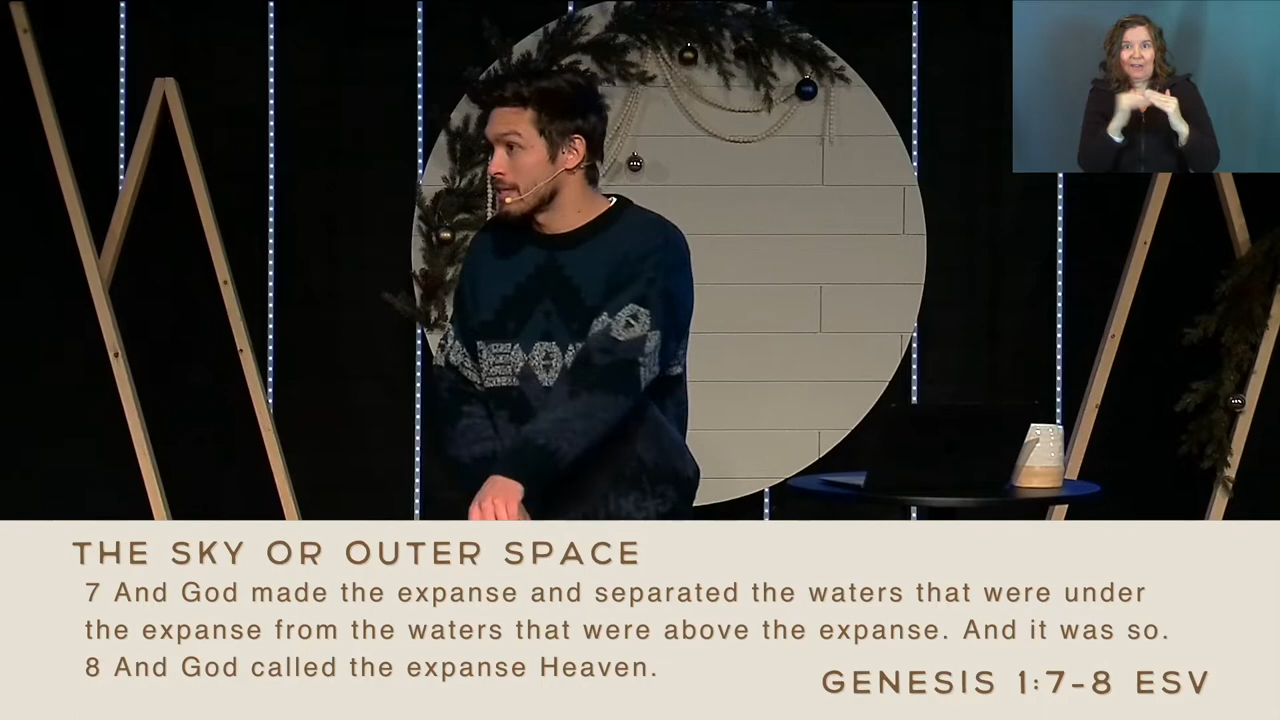 THE SKY OR OUTER SPACE
7 And God made the expanse and separated the waters that were under
the expanse from the waters that were above the expanse. And it was so.
8 And God called the expanse Heaven.
GENESIS 1:7-8 ESV